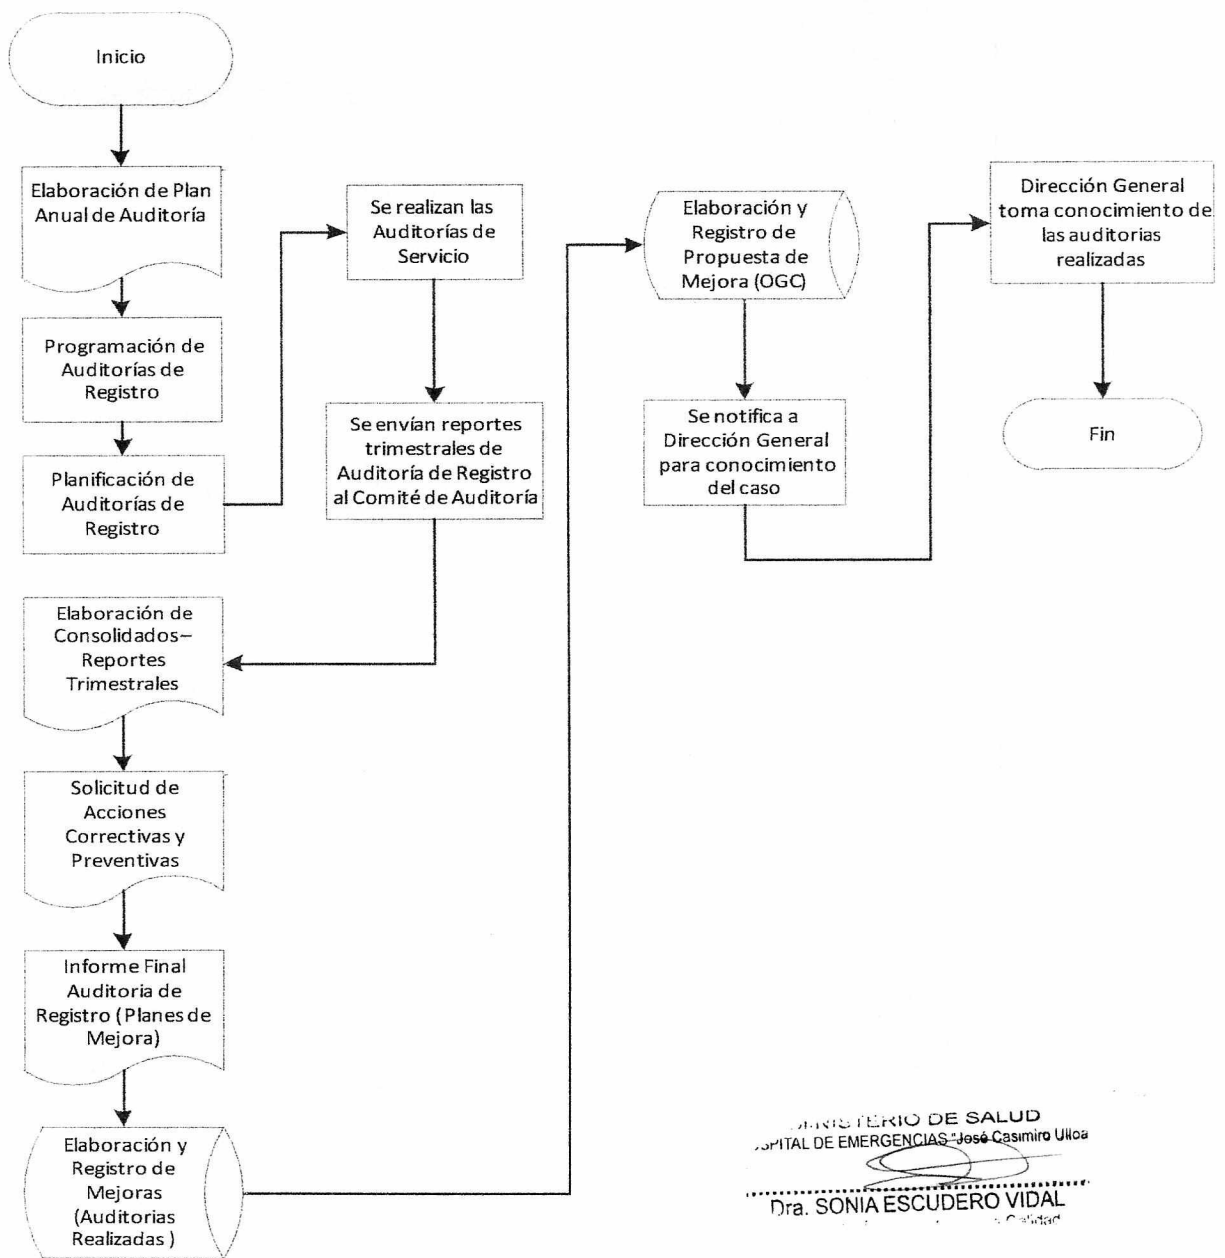 Inicio
Elaboración de Plan
Anual de Auditoría
Programación de
Auditorías de
Registro
Planificación de
Auditorías de
Registro
Se realizan las
Auditorías de
Servicio
Se envían reportes
trimestrales de
Auditoría de Registro
al Comité de Auditoría
Elaboración de
Consolidados–
Reportes
Trimestrales
Solicitud de
Acciones
Correctivas y
Preventivas
Informe Final
Auditoria de
Registro (Planes de
Mejora)
Elaboración y
Registro de
Mejoras
(Auditorias
Realizadas )
Elaboración y
Registro de
Propuesta de
Mejora (OGC)
Se notifica a
Dirección General
para conocimiento
del caso
Dirección General
toma conocimiento de
las auditorias
realizadas
Fin
DE SALUD
DE EMERGENCIAS "José Casimiro Ulloa
Dra. SONIA ESCUDERO VIDAL
Calidad